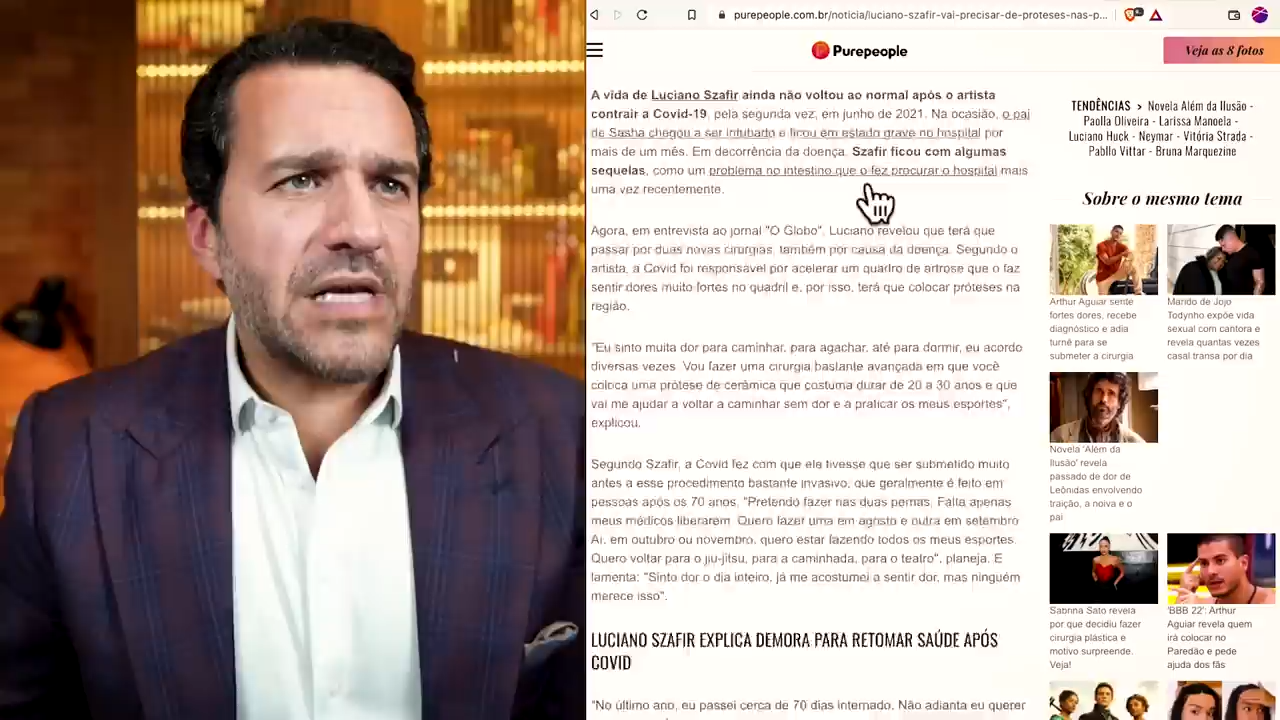 purepeople.com.br/noticia/luciano-szafir-vai-precisar-de-proteses-nas-p...
Purepeople
Veja as 8 fotos
A vida de Luciano Szafir ainda não voltou ao normal após o artista
contrair a Covid-19, pela segunda vez, em junho de 2021. Na ocasião, o pai
de Sasha chegou a ser intubado e ficou em estado grave no hospital por
mais de um mês. Em decorrência da doença, Szafir ficou com algumas
sequelas, como um problema no intestino que o fez procurar o hospital mais
uma vez recentemente.
Agora, em entrevista ao jornal "O Globo", Luciano revelou que terá que
passar por duas novas cirurgias, também por causa da doença. Segundo o
artista, a Covid foi responsável por acelerar um quadro de artrose que o faz
sentir dores muito fortes no quadril e, por isso, terá que colocar próteses na
região.
"Eu sinto muita dor para caminhar, para agachar, até para dormir, eu acordo
diversas vezes. Vou fazer uma cirurgia bastante avançada em que você
coloca uma prótese de cerâmica que costuma durar de 20 a 30 anos e que
vai me ajudar a voltar a caminhar sem dor e a praticar os meus esportes",
explicou.
Segundo Szafir, a Covid fez com que ele tivesse que ser submetido muito
antes a esse procedimento bastante invasivo, que geralmente é feito em
pessoas após os 70 anos. "Pretendo fazer nas duas pernas. Falta apenas
meus médicos liberarem. Quero fazer uma em agosto e outra em setembro.
Aí, em outubro ou novembro, quero estar fazendo todos os meus esportes.
Quero voltar para o jiu-jítsu, para a caminhada, para o teatro", planeja. E
lamenta: "Sinto dor o dia inteiro, já me acostumei a sentir dor, mas ninguém
merece isso".
LUCIANO SZAFIR EXPLICA DEMORA PARA RETOMAR SAÚDE APÓS
COVID
"No último ano, eu passei cerca de 70 dias internado. Não adianta eu querer
TENDÊNCIAS > Novela Além da Ilusão -
Paolla Oliveira - Larissa Manoela -
Luciano Huck - Neymar - Vitória Strada -
Pabllo Vittar - Bruna Marquezine
Sobre o mesmo tema
Arthur Aguiar sente
fortes dores, recebe
diagnóstico e adia
turnê para se
submeter a cirurgia
Marido de Jojo
Todynho expõe vida
sexual com cantora e
revela quantas vezes
casal transa por dia
Novela 'Além da
Ilusão' revela
passado de dor de
Leônidas envolvendo
traição, a noiva e o
pai
Sabrina Sato revela
por que decidiu fazer
cirurgia plástica e
motivo surpreende.
Veja!
'BBB 22': Arthur
Aguiar revela quem
irá colocar no
Paredão e pede
ajuda dos fãs